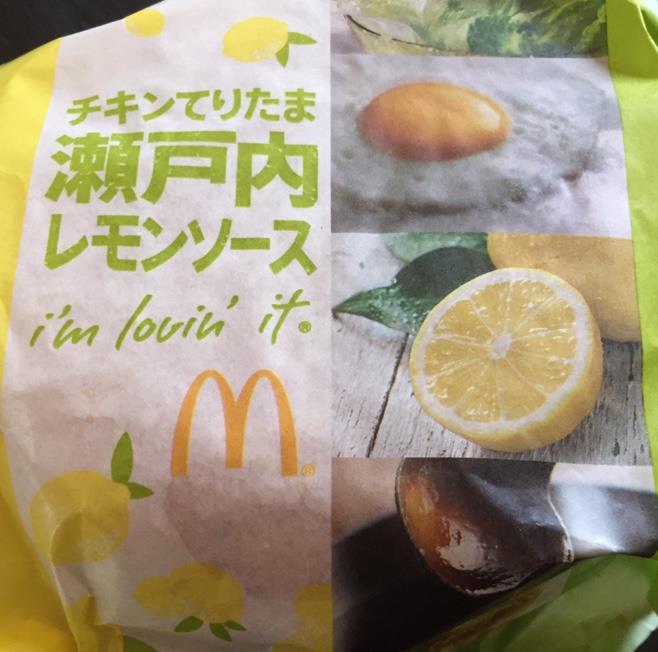 チキンてりたま
瀬戸内
レモンソース
i'm lovin' it®
M®